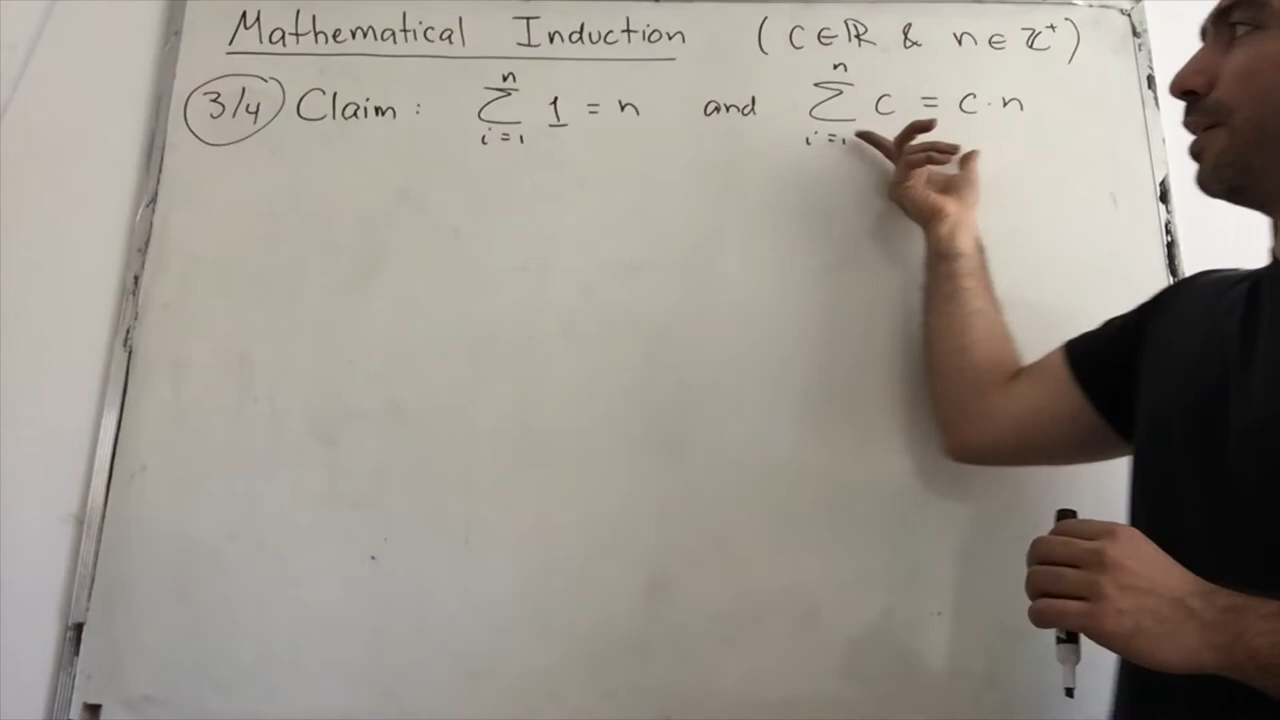 Mathematical Induction (C∈ℝ & n∈ℤ⁺)
3/4 Claim : ∑_{i=1}^{n} 1 = n and ∑_{i=1}^{n} c = c·n